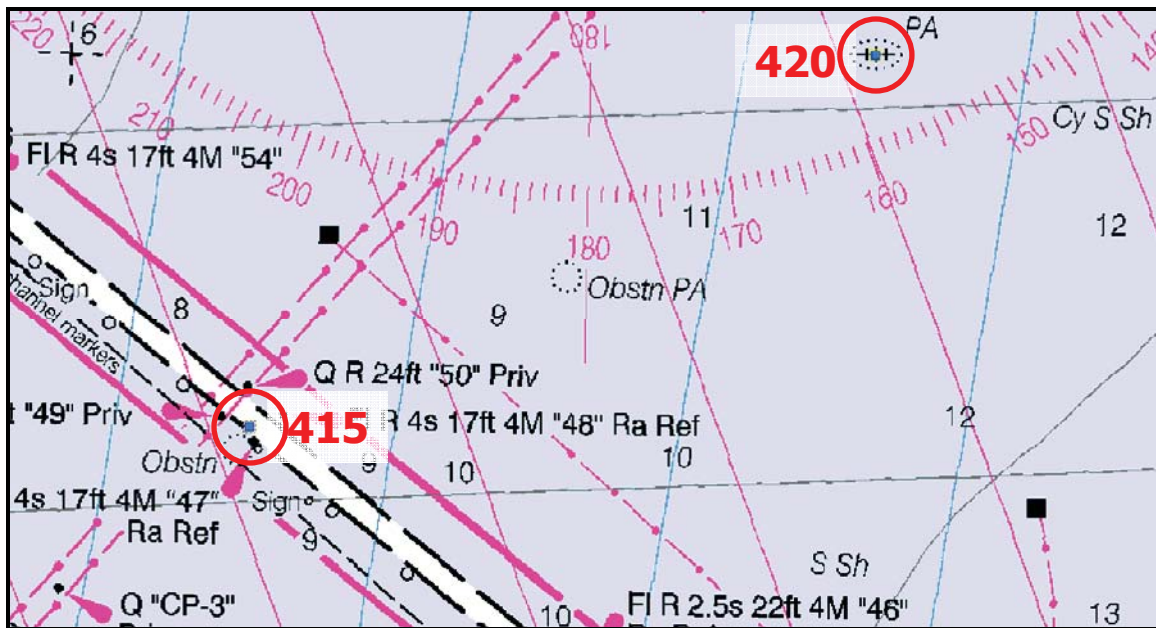 220
6
180
420
PA
140
210
150
Cy S Sh
Fl R 4s 17ft 4M "54"
200
190
11
160
12
180
170
Sign
8
Obstn PA
channel markers
9
Q R 24ft "50" Priv
"49" Priv
415
R 4s 17ft 4M "48" Ra Ref
12
Obstn
9
10
10
4s 17ft 4M "47"
Sign
Ra Ref
9
S Sh
Q "CP-3"
10
Fl R 2.5s 22ft 4M "46"
13